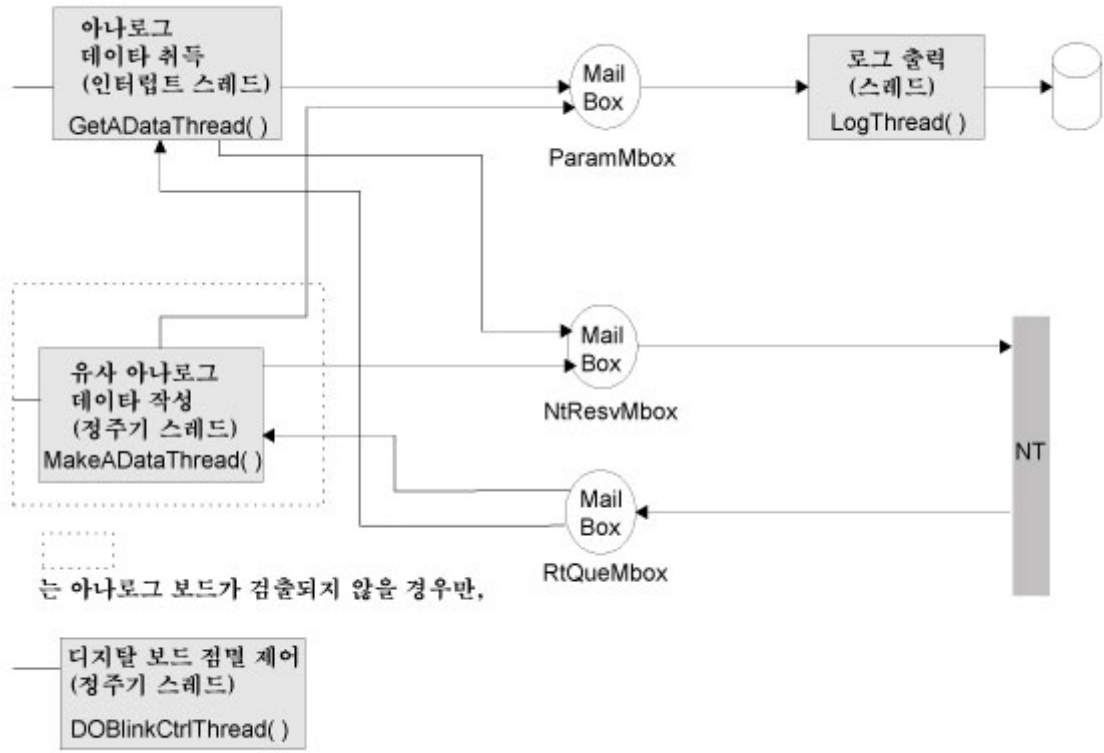 아나로그
데이타 취득
(인터럽트 스레드)
GetADataThread( )
Mail
Box
ParamMbox
로그 출력
(스레드)
LogThread( )
유사 아나로그
데이타 작성
(정주기 스레드)
MakeADataThread( )
Mail
Box
NtResvMbox
NT
Mail
Box
RtQueMbox
는 아나로그 보드가 검출되지 않을 경우만,
디지탈 보드 점멸 제어
(정주기 스레드)
DOBlinkCtrlThread( )